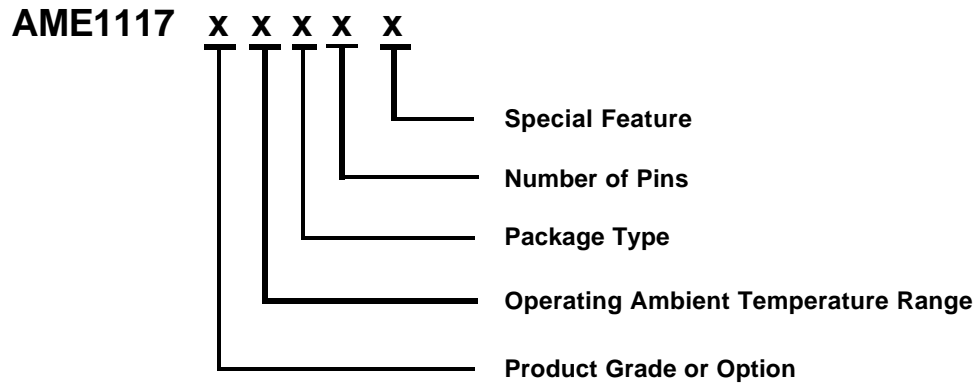 AME1117 x x x x x
Special Feature
Number of Pins
Package Type
Operating Ambient Temperature Range
Product Grade or Option